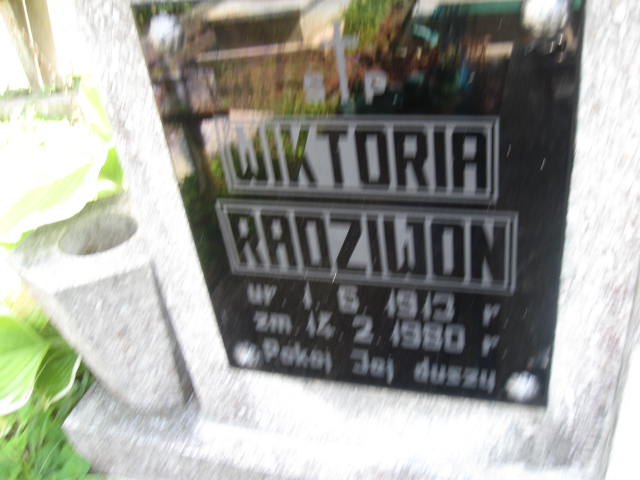 Ś P
WIKTORIA
RADZIWON
ur. 1. 6. 1913 r
zm. 14. 2. 1980 r
Pokój Jej duszy